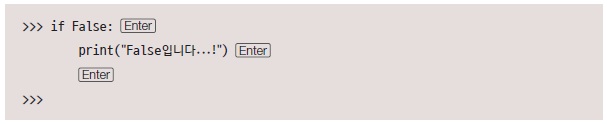 >>> if False: Enter
print("False입니다...!") Enter
Enter
>>>